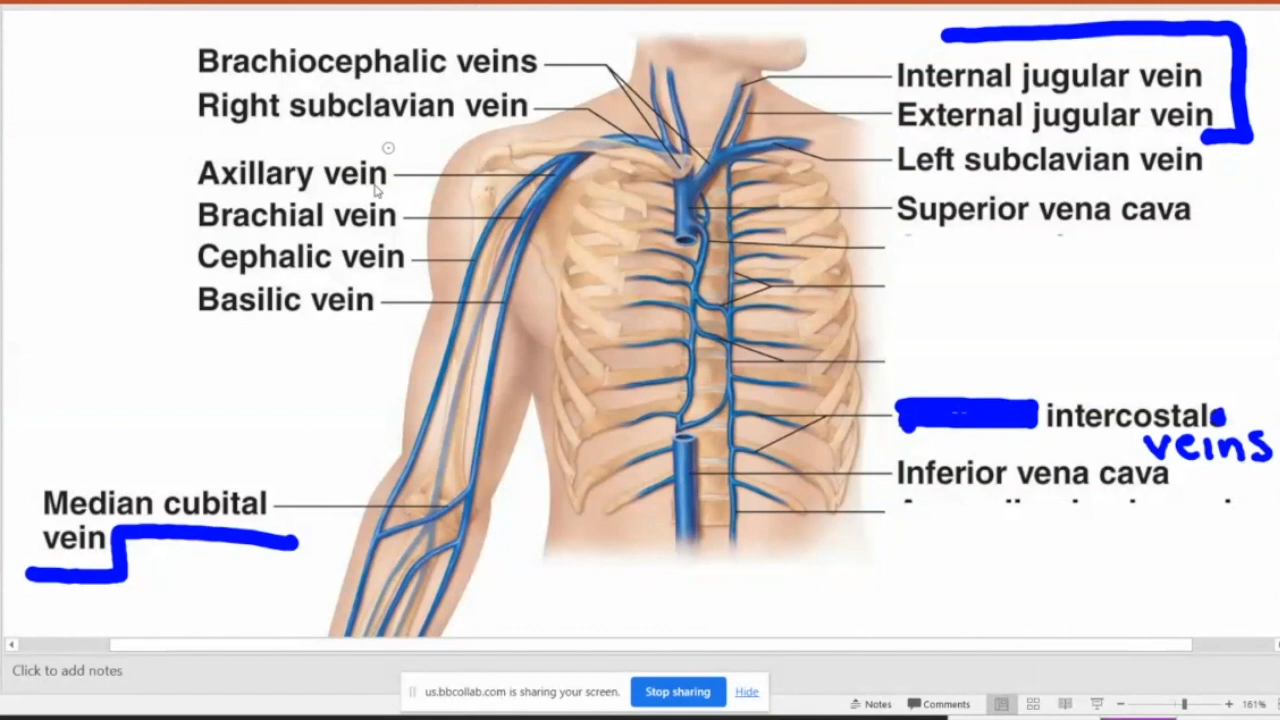 Brachiocephalic veins
Right subclavian vein
Axillary vein
Brachial vein
Cephalic vein
Basilic vein
Median cubital
vein
Internal jugular vein
External jugular vein
Left subclavian vein
Superior vena cava
intercostal
veins
Inferior vena cava
Click to add notes
us.bbcollab.com is sharing your screen.
Stop sharing
Hide
Notes
Comments
161%